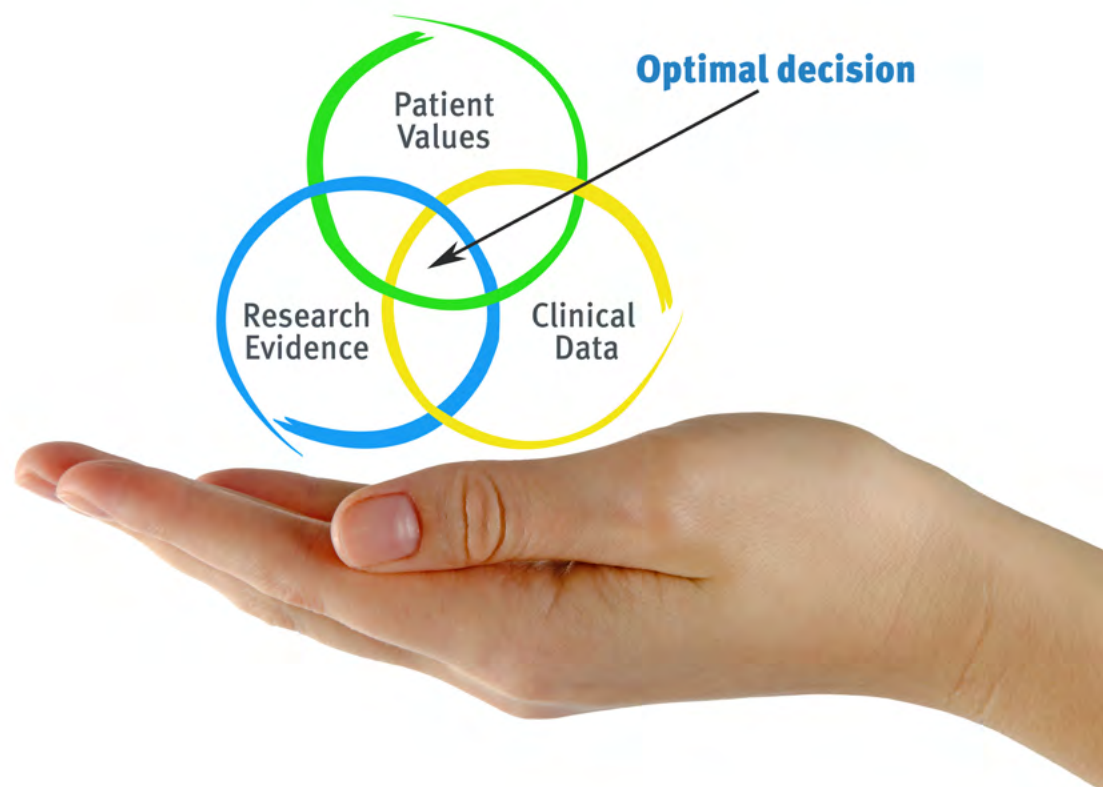 Optimal decision
Patient
Values
Research
Evidence
Clinical
Data